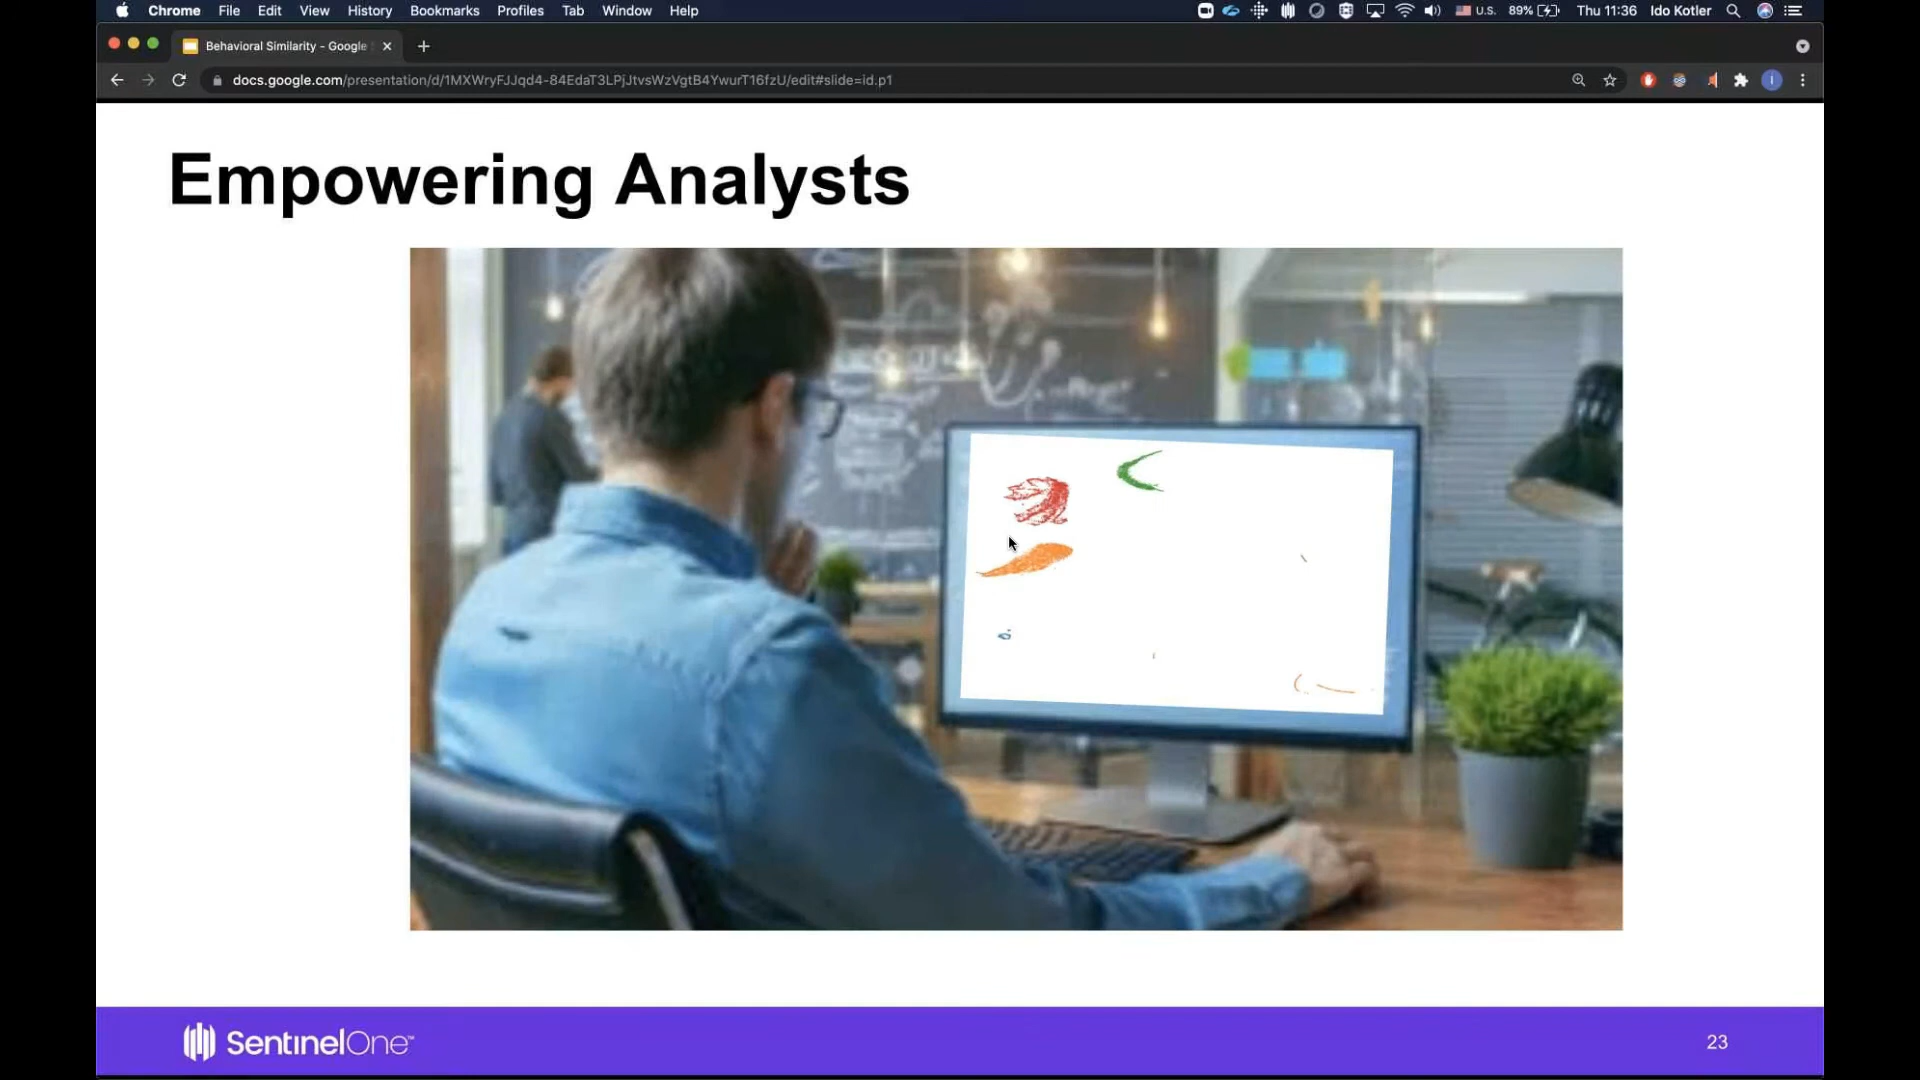 Chrome File Edit View History Bookmarks Profiles Tab Window Help
U.S. 89% Thu 11:36 Ido Kotler
Behavioral Similarity - Google
docs.google.com/presentation/d/1MXWryFJJqd4-84EdaT3LPjJtvsWzVgtB4YwurT16fzU/edit#slide=id.p1
Empowering Analysts
SentinelOne
23